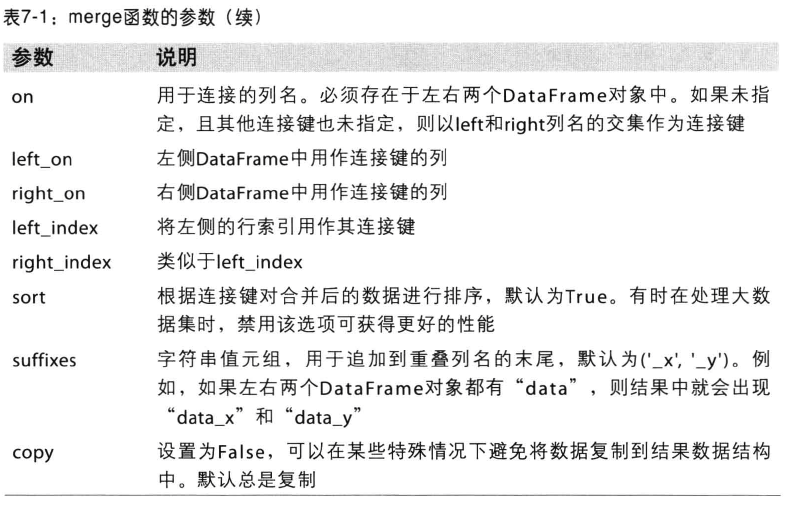 表7-1：merge函数的参数（续）
参数 说明
on 用于连接的列名。必须存在于左右两个DataFrame对象中。如果未指
定，且其他连接键也未指定，则以left和right列名的交集作为连接键
left_on 左侧DataFrame中用作连接键的列
right_on 右侧DataFrame中用作连接键的列
left_index 将左侧的行索引用作其连接键
right_index 类似于left_index
sort 根据连接键对合并后的数据进行排序，默认为True。有时在处理大数
据集时，禁用该选项可获得更好的性能
suffixes 字符串值元组，用于追加到重叠列名的末尾，默认为('_x', '_y')。例
如，如果左右两个DataFrame对象都有“data”，则结果中就会出现
“data_x”和“data_y”
copy 设置为False，可以在某些特殊情况下避免将数据复制到结果数据结构
中。默认总是复制